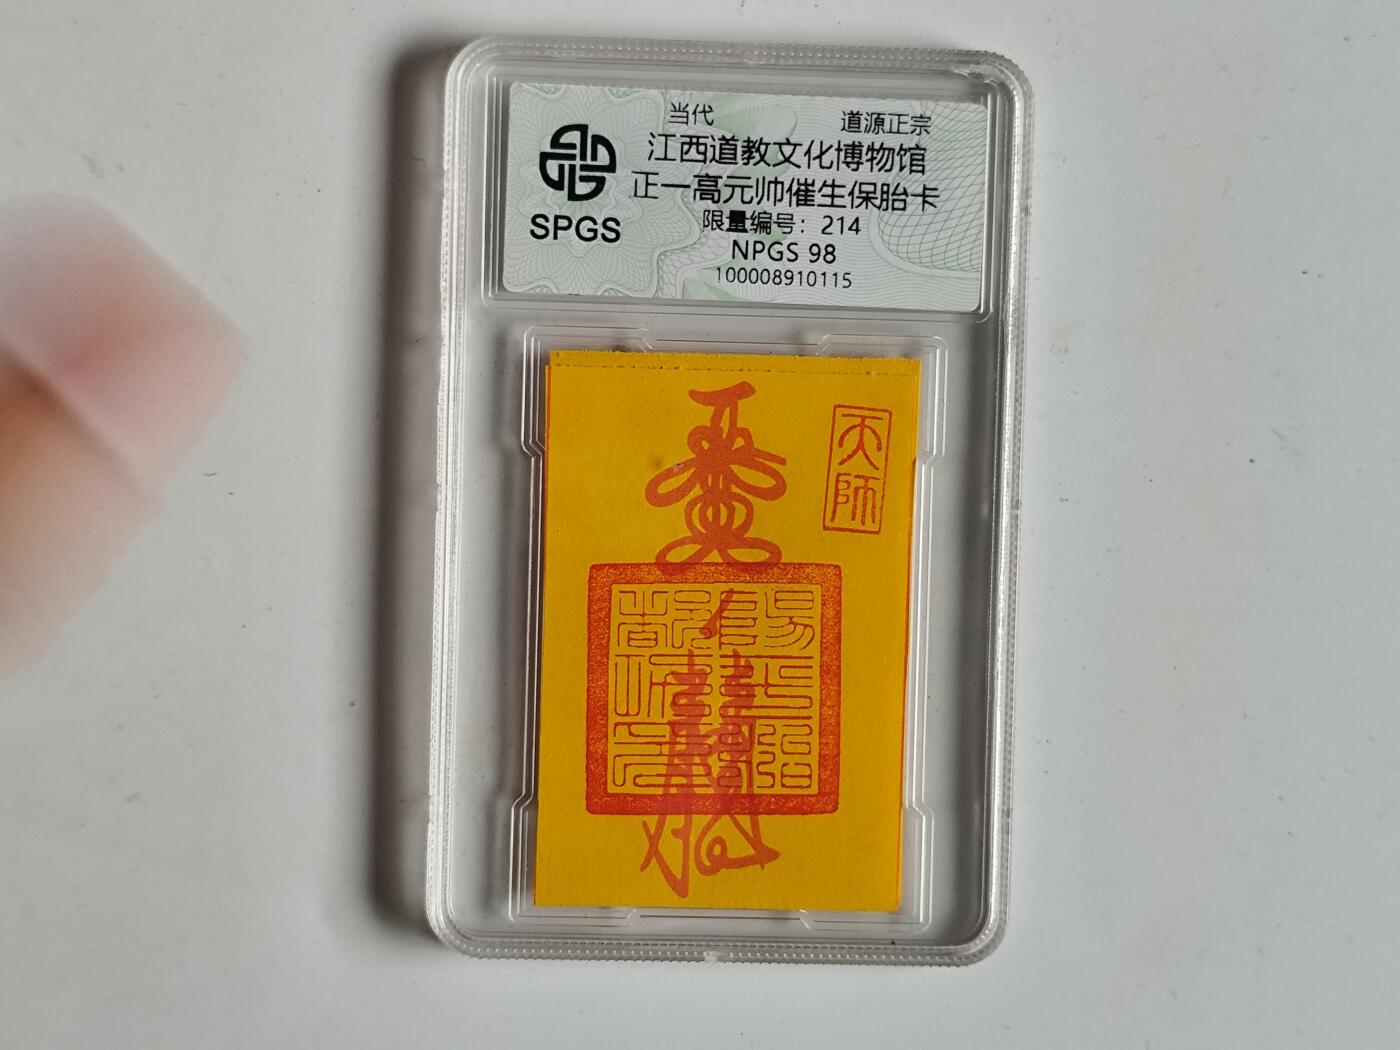 当代 道源正宗
江西道教文化博物馆
正一高元帅催生保胎卡
限量编号：214
NPGS 98
100008910115
SPGS
天师